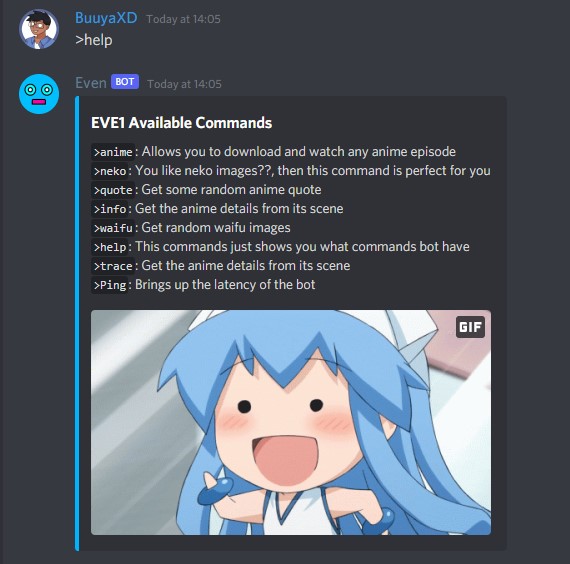 BuuyaXD Today at 14:05
>help
Even BOT Today at 14:05
EVE1 Available Commands
>anime: Allows you to download and watch any anime episode
>neko: You like neko images??, then this command is perfect for you
>quote: Get some random anime quote
>info: Get the anime details from its scene
>waifu: Get random waifu images
>help: This commands just shows you what commands bot have
>trace: Get the anime details from its scene
>Ping: Brings up the latency of the bot
GIF